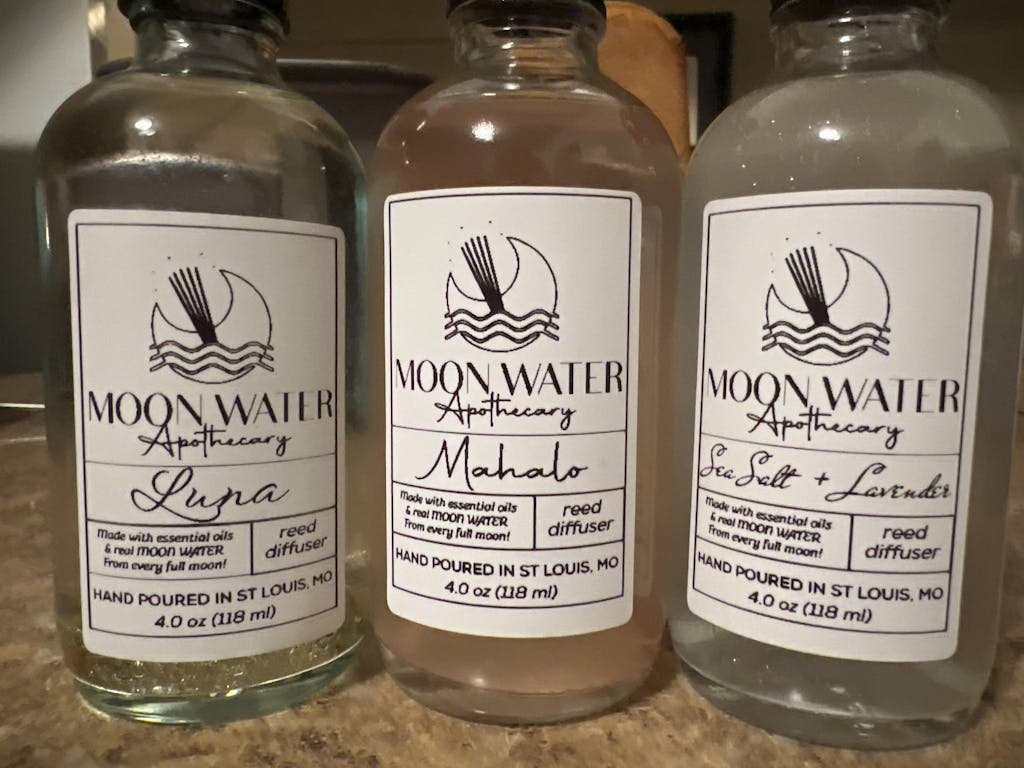 MOON WATER
Apothecary
Luna
Made with essential oils
& real MOON WATER
From every full moon!
reed
diffuser
HAND POURED IN ST LOUIS, MO
4.0 oz (118 ml)
MOON WATER
Apothecary
Mahalo
Made with essential oils
& real MOON WATER
From every full moon!
reed
diffuser
HAND POURED IN ST LOUIS, MO
4.0 oz (118 ml)
MOON WATER
Apothecary
Sea Salt + Lavender
Made with essential oils
& real MOON WATER
From every full moon!
reed
diffuser
HAND POURED IN ST LOUIS, MO
4.0 oz (118 ml)